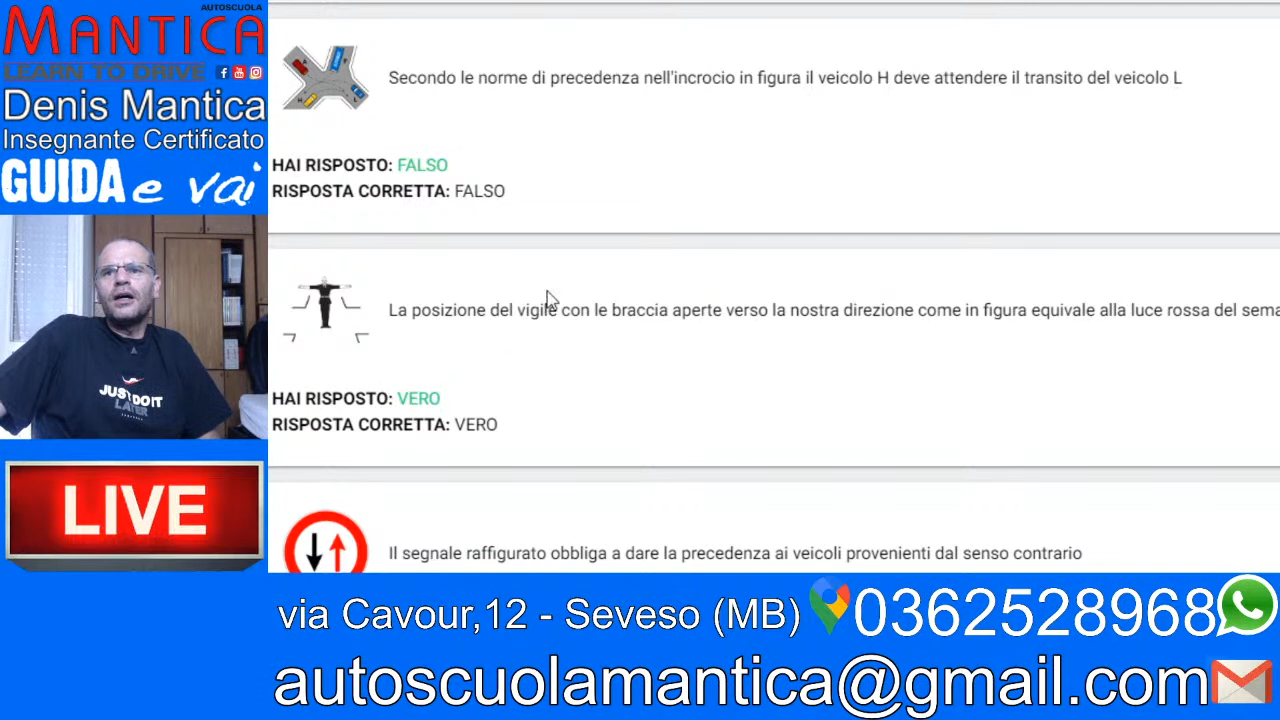 AUTOSCUOLA
MANTICA
LEARN TO DRIVE
Denis Mantica
Insegnante Certificato
GUIDA e vai
JUST DO IT
LATER
LIVE
Secondo le norme di precedenza nell'incrocio in figura il veicolo H deve attendere il transito del veicolo L
HAI RISPOSTO: FALSO
RISPOSTA CORRETTA: FALSO
La posizione del vigile con le braccia aperte verso la nostra direzione come in figura equivale alla luce rossa del sema
HAI RISPOSTO: VERO
RISPOSTA CORRETTA: VERO
Il segnale raffigurato obbliga a dare la precedenza ai veicoli provenienti dal senso contrario
via Cavour,12 - Seveso (MB) 0362528968
autoscuolamantica@gmail.com